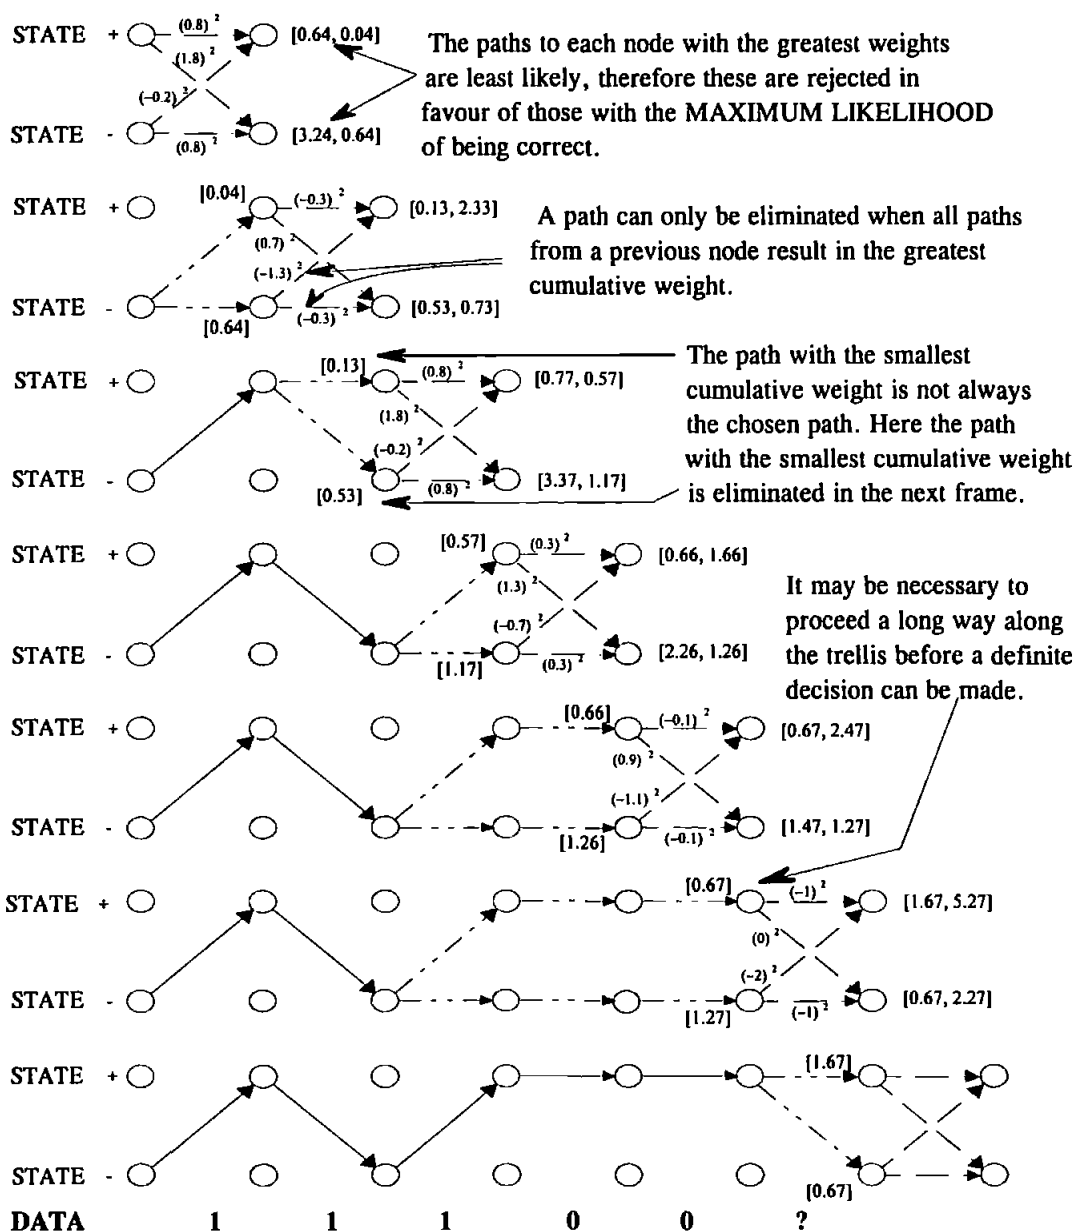 STATE + (0.8) 2 [0.64, 0.04]
(1.8) 2
(-0.2) 2
STATE - (0.8) 2 [3.24, 0.64]
The paths to each node with the greatest weights
are least likely, therefore these are rejected in
favour of those with the MAXIMUM LIKELIHOOD
of being correct.
STATE + [0.04] (-0.3) 2 [0.13, 2.33]
(0.7) 2
(-1.3) 2
STATE - [0.64] (-0.3) 2 [0.53, 0.73]
A path can only be eliminated when all paths
from a previous node result in the greatest
cumulative weight.
STATE + [0.13] (0.8) 2 [0.77, 0.57]
(1.8) 2
(-0.2) 2
STATE - [0.53] (0.8) 2 [3.37, 1.17]
The path with the smallest
cumulative weight is not always
the chosen path. Here the path
with the smallest cumulative weight
is eliminated in the next frame.
STATE + [0.57] (0.3) 2 [0.66, 1.66]
(1.3) 2
(-0.7) 2
STATE - [1.17] (0.3) 2 [2.26, 1.26]
It may be necessary to
proceed a long way along
the trellis before a definite
decision can be made.
STATE + [0.66] (-0.1) 2 [0.67, 2.47]
(0.9) 2
(-1.1) 2
STATE - [1.26] (-0.1) 2 [1.47, 1.27]
STATE + [0.67] (-1) 2 [1.67, 5.27]
(0) 2
(-2) 2
STATE - [1.27] (-1) 2 [0.67, 2.27]
STATE + [1.67]
STATE - [0.67]
DATA 1 1 1 0 0 ?